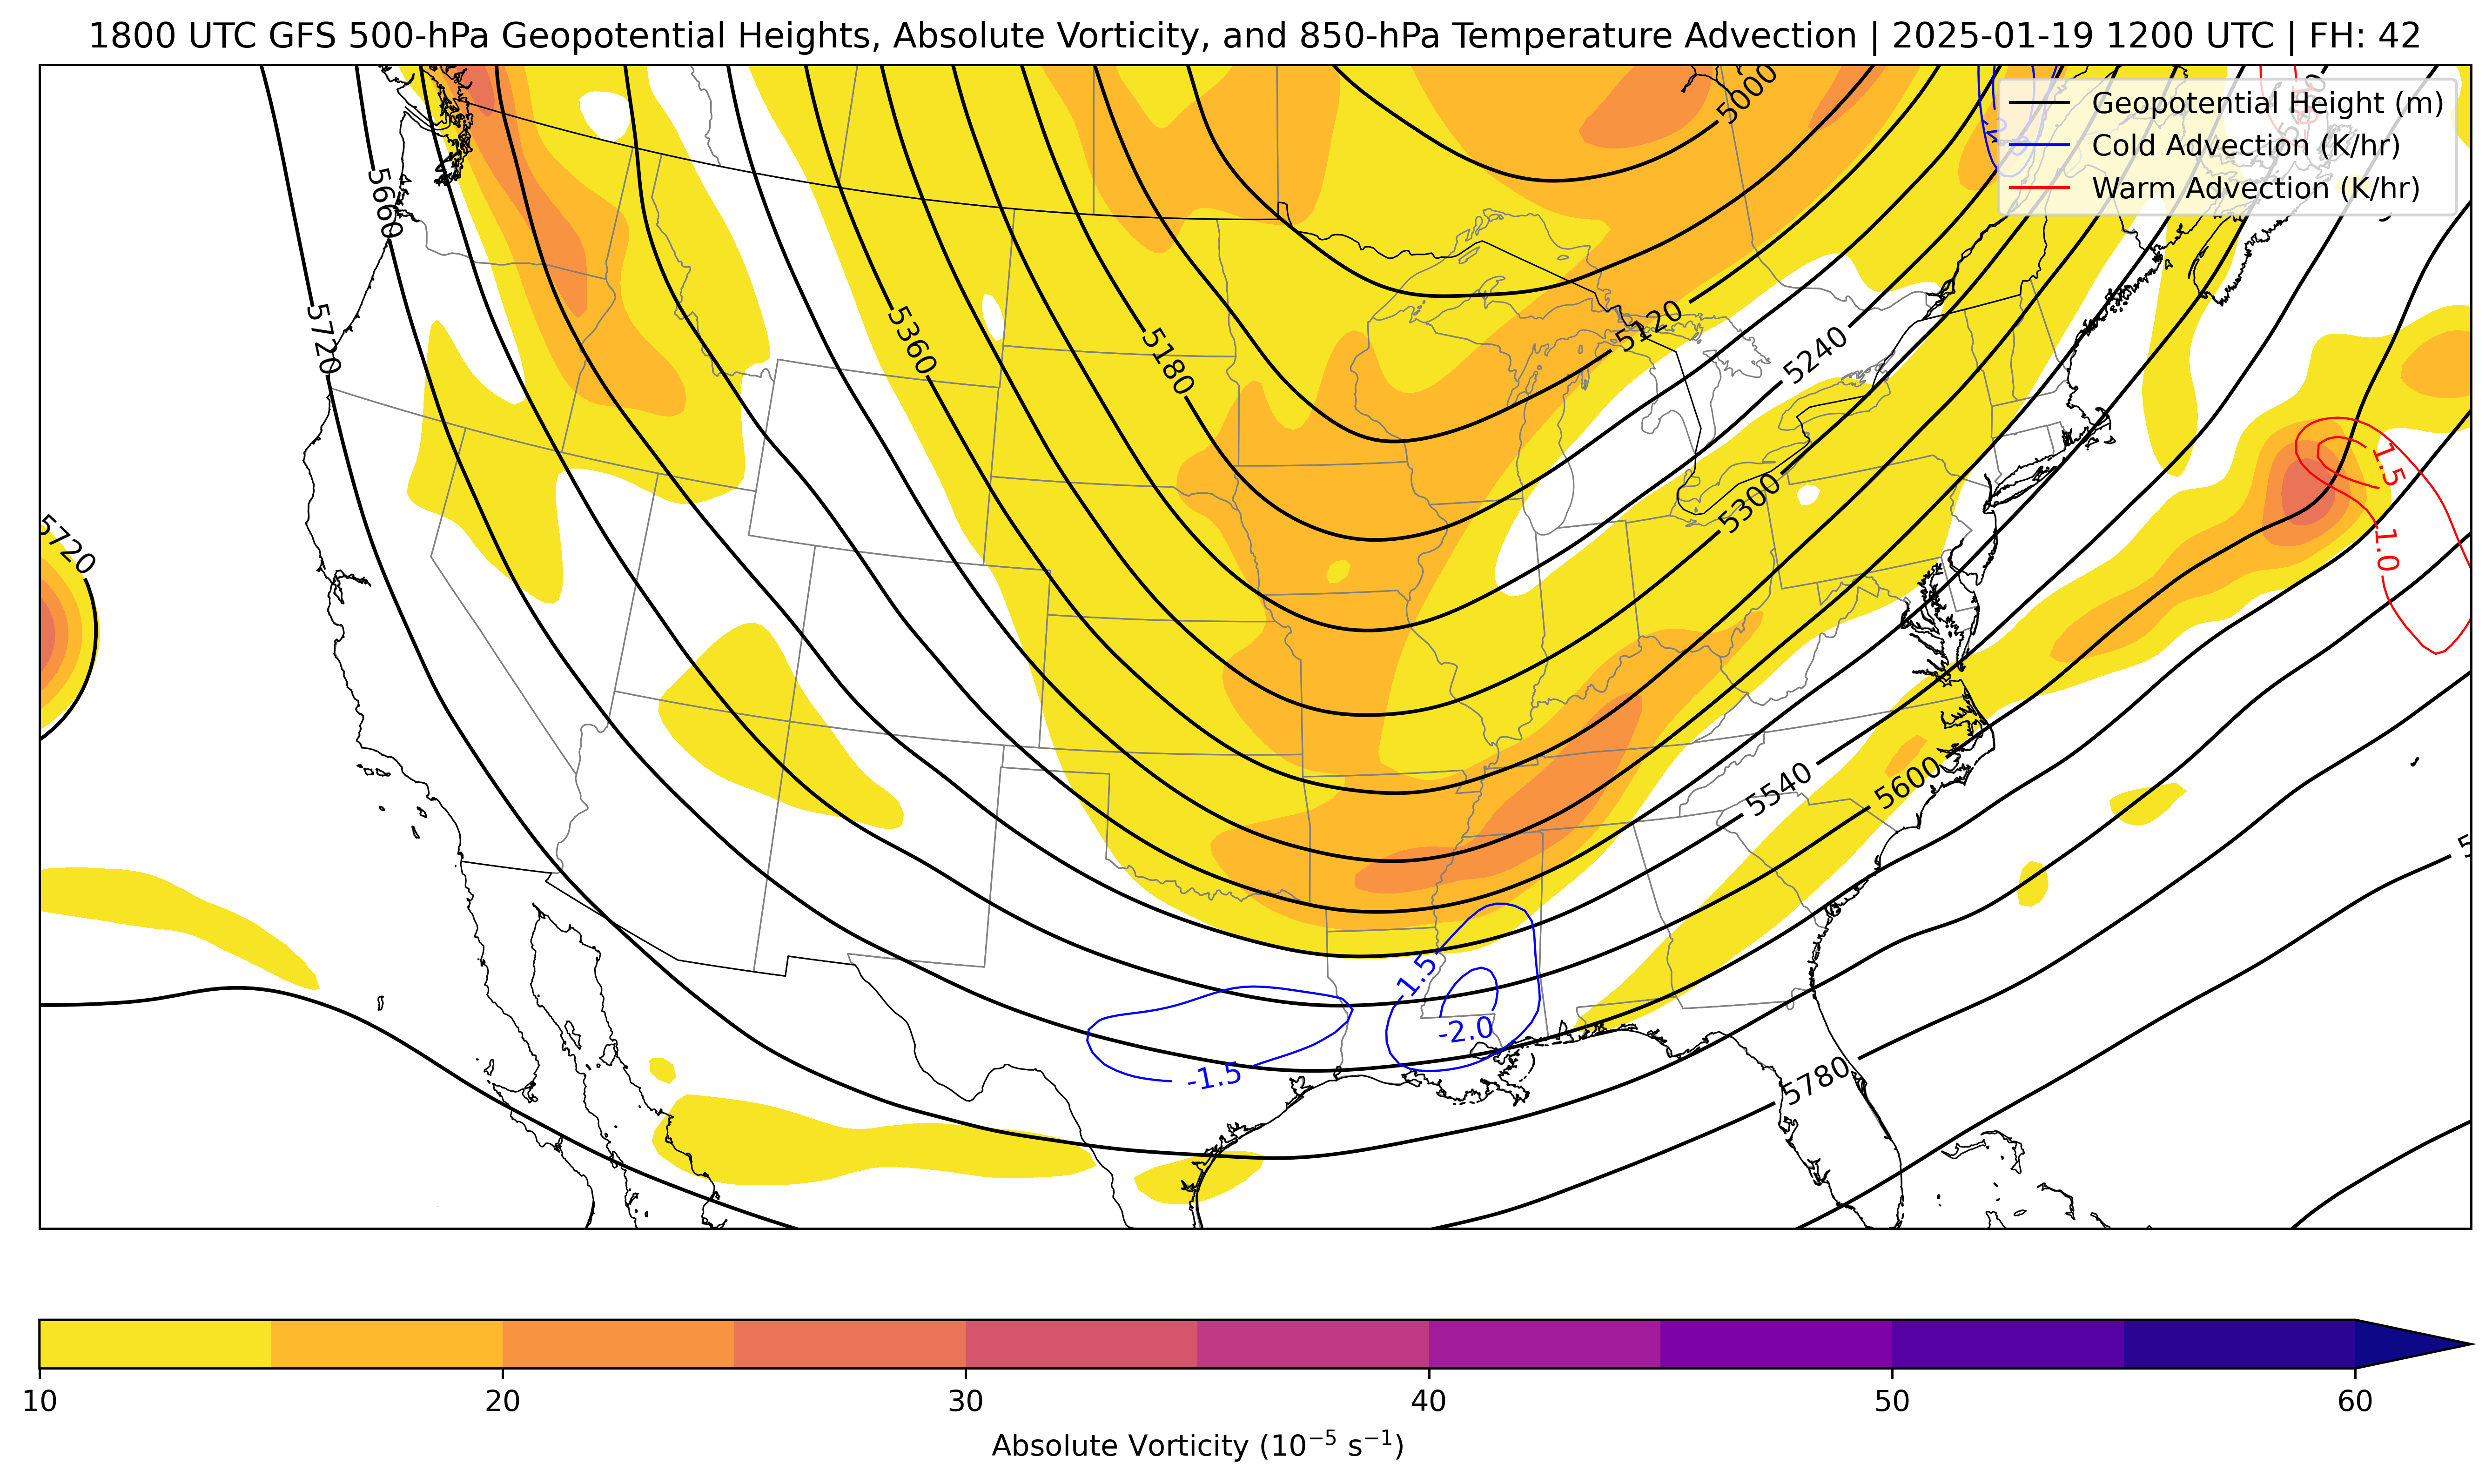 1800 UTC GFS 500-hPa Geopotential Heights, Absolute Vorticity, and 850-hPa Temperature Advection | 2025-01-19 1200 UTC | FH: 42
Geopotential Height (m)
Cold Advection (K/hr)
Warm Advection (K/hr)
5000
5660
5720
5360
5180
5120
5240
5300
1.5
1.0
5720
5540
5600
-1.5
-2.0
-1.5
5780
10 20 30 40 50 60
Absolute Vorticity (10⁻⁵ s⁻¹)